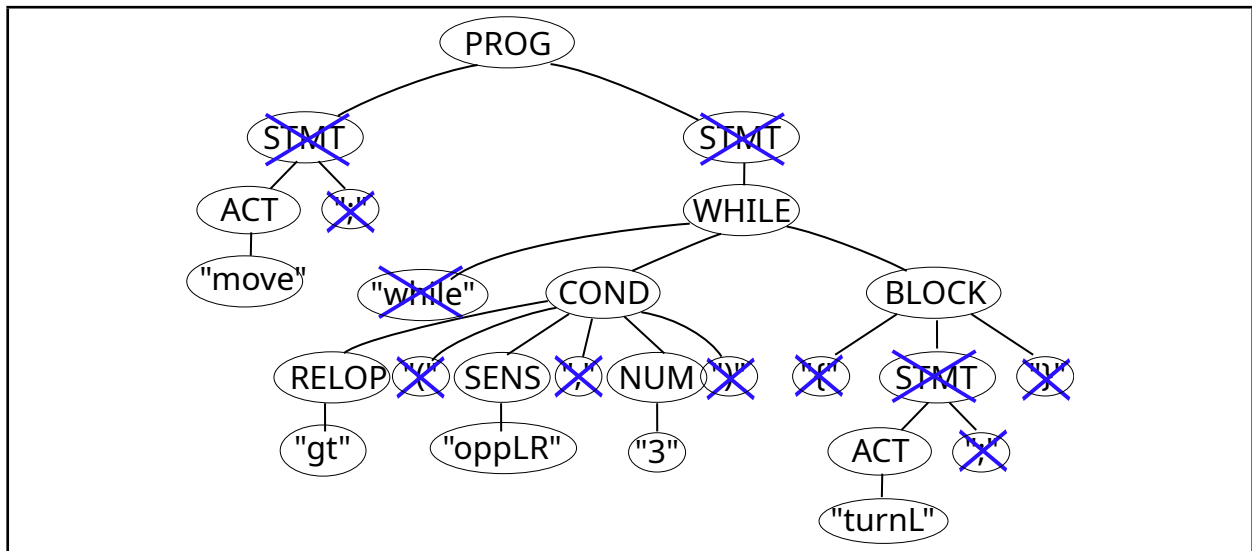 PROG
STMT STMT
ACT ";" WHILE
"move" "while" COND BLOCK
RELOP "(" SENS "," NUM ")" "{" STMT "}"
"gt" "oppLR" "3" ACT ";"
"turnL"